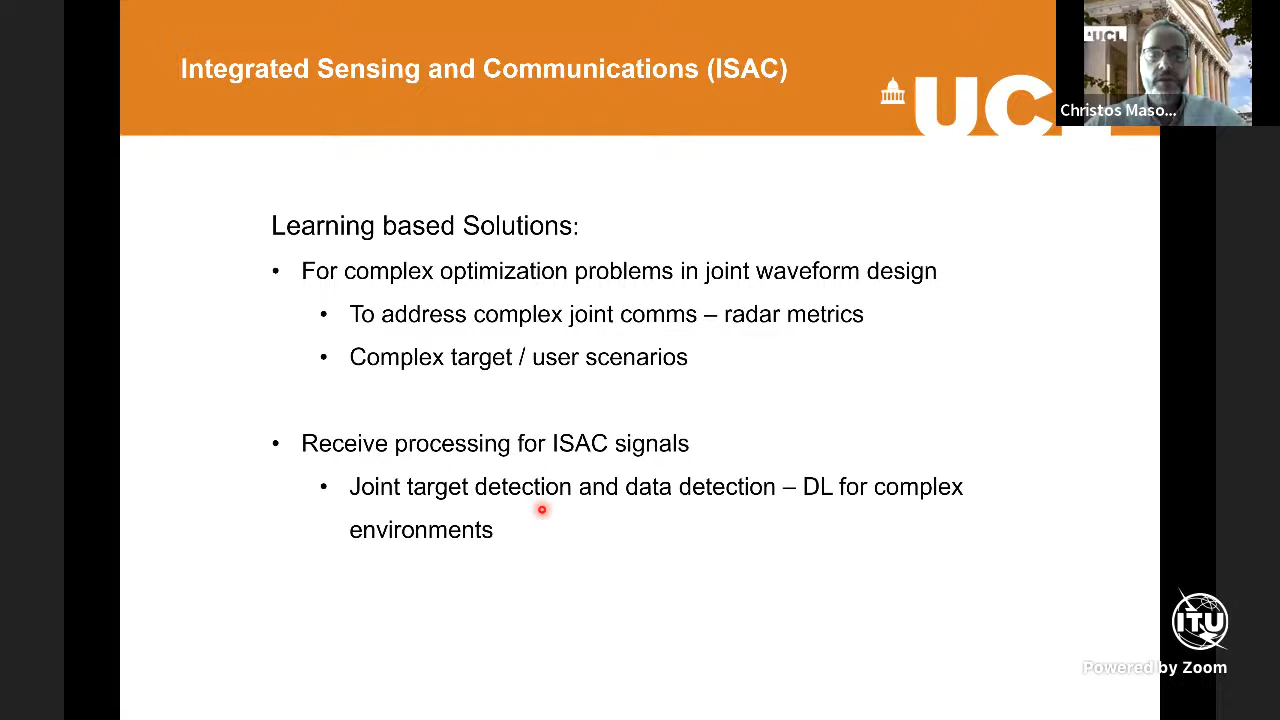 Integrated Sensing and Communications (ISAC)
UCL
UCL
Christos Maso...
Learning based Solutions:
• For complex optimization problems in joint waveform design
• To address complex joint comms – radar metrics
• Complex target / user scenarios
• Receive processing for ISAC signals
• Joint target detection and data detection – DL for complex
environments
ITU
Powered by Zoom